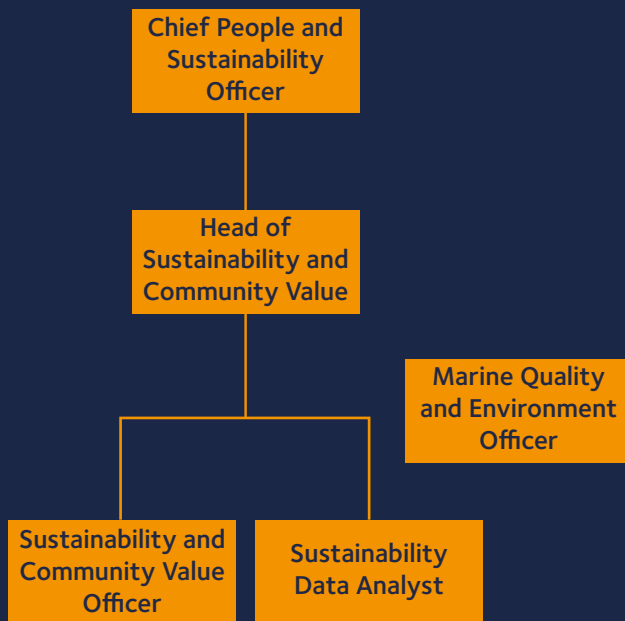 Chief People and
Sustainability
Officer
Head of
Sustainability and
Community Value
Marine Quality
and Environment
Officer
Sustainability and
Community Value
Officer
Sustainability
Data Analyst